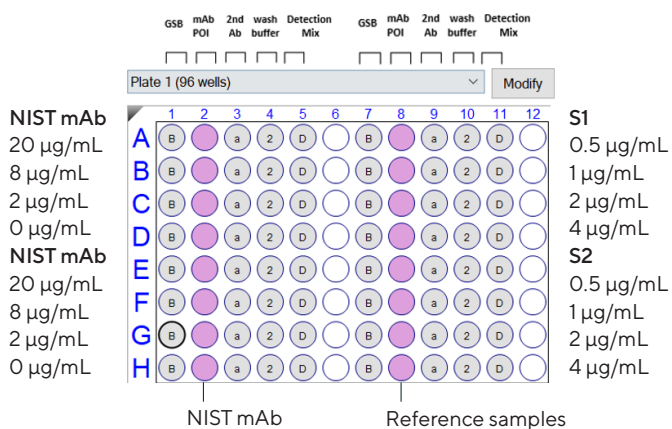 GSB mAb POI 2nd Ab wash buffer Detection Mix GSB mAb POI 2nd Ab wash buffer Detection Mix
Plate 1 (96 wells) Modify
1 2 3 4 5 6 7 8 9 10 11 12
NIST mAb
20 µg/mL
8 µg/mL
2 µg/mL
0 µg/mL
NIST mAb
20 µg/mL
8 µg/mL
2 µg/mL
0 µg/mL
A B a 2 D B a 2 D
B B a 2 D B a 2 D
C B a 2 D B a 2 D
D B a 2 D B a 2 D
E B a 2 D B a 2 D
F B a 2 D B a 2 D
G B a 2 D B a 2 D
H B a 2 D B a 2 D
S1
0.5 µg/mL
1 µg/mL
2 µg/mL
4 µg/mL
S2
0.5 µg/mL
1 µg/mL
2 µg/mL
4 µg/mL
NIST mAb
Reference samples